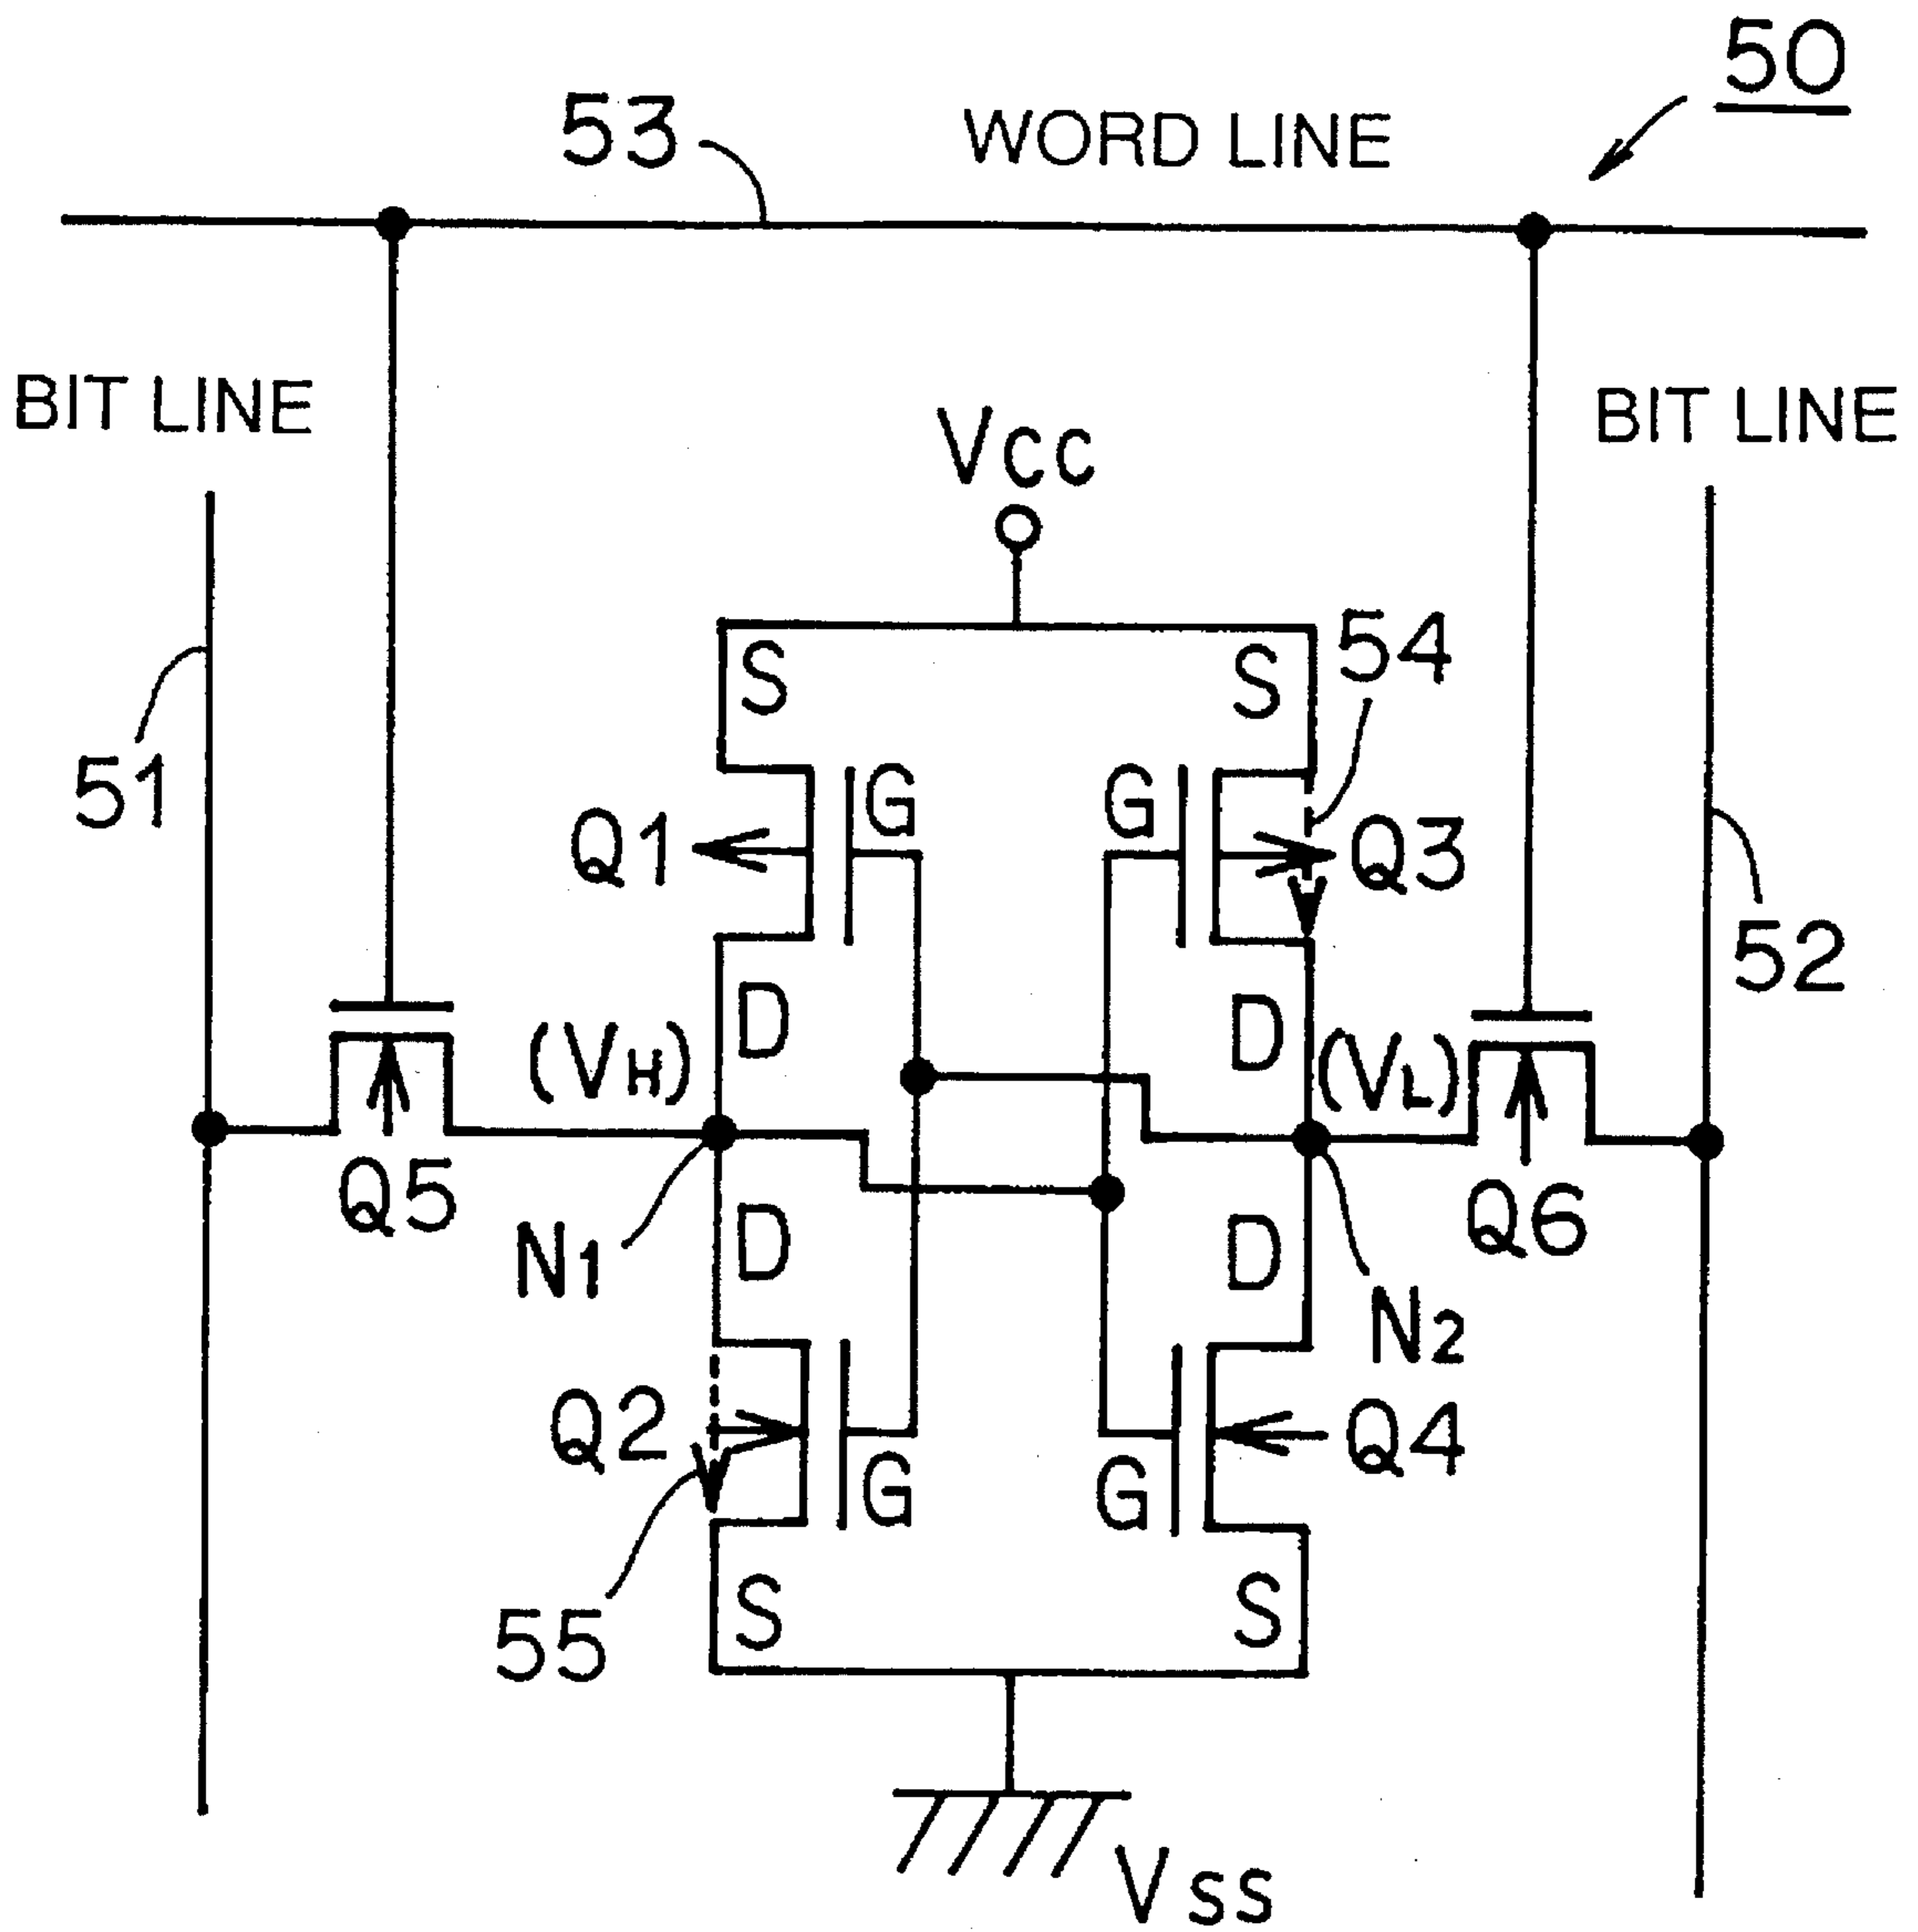 50
53
WORD LINE
BIT LINE
BIT LINE
Vcc
S
S
54
51
G
G
Q1
Q3
52
D
D
(VH)
(VL)
Q5
Q6
N1
D
D
N2
Q2
Q4
G
G
55
S
S
Vss